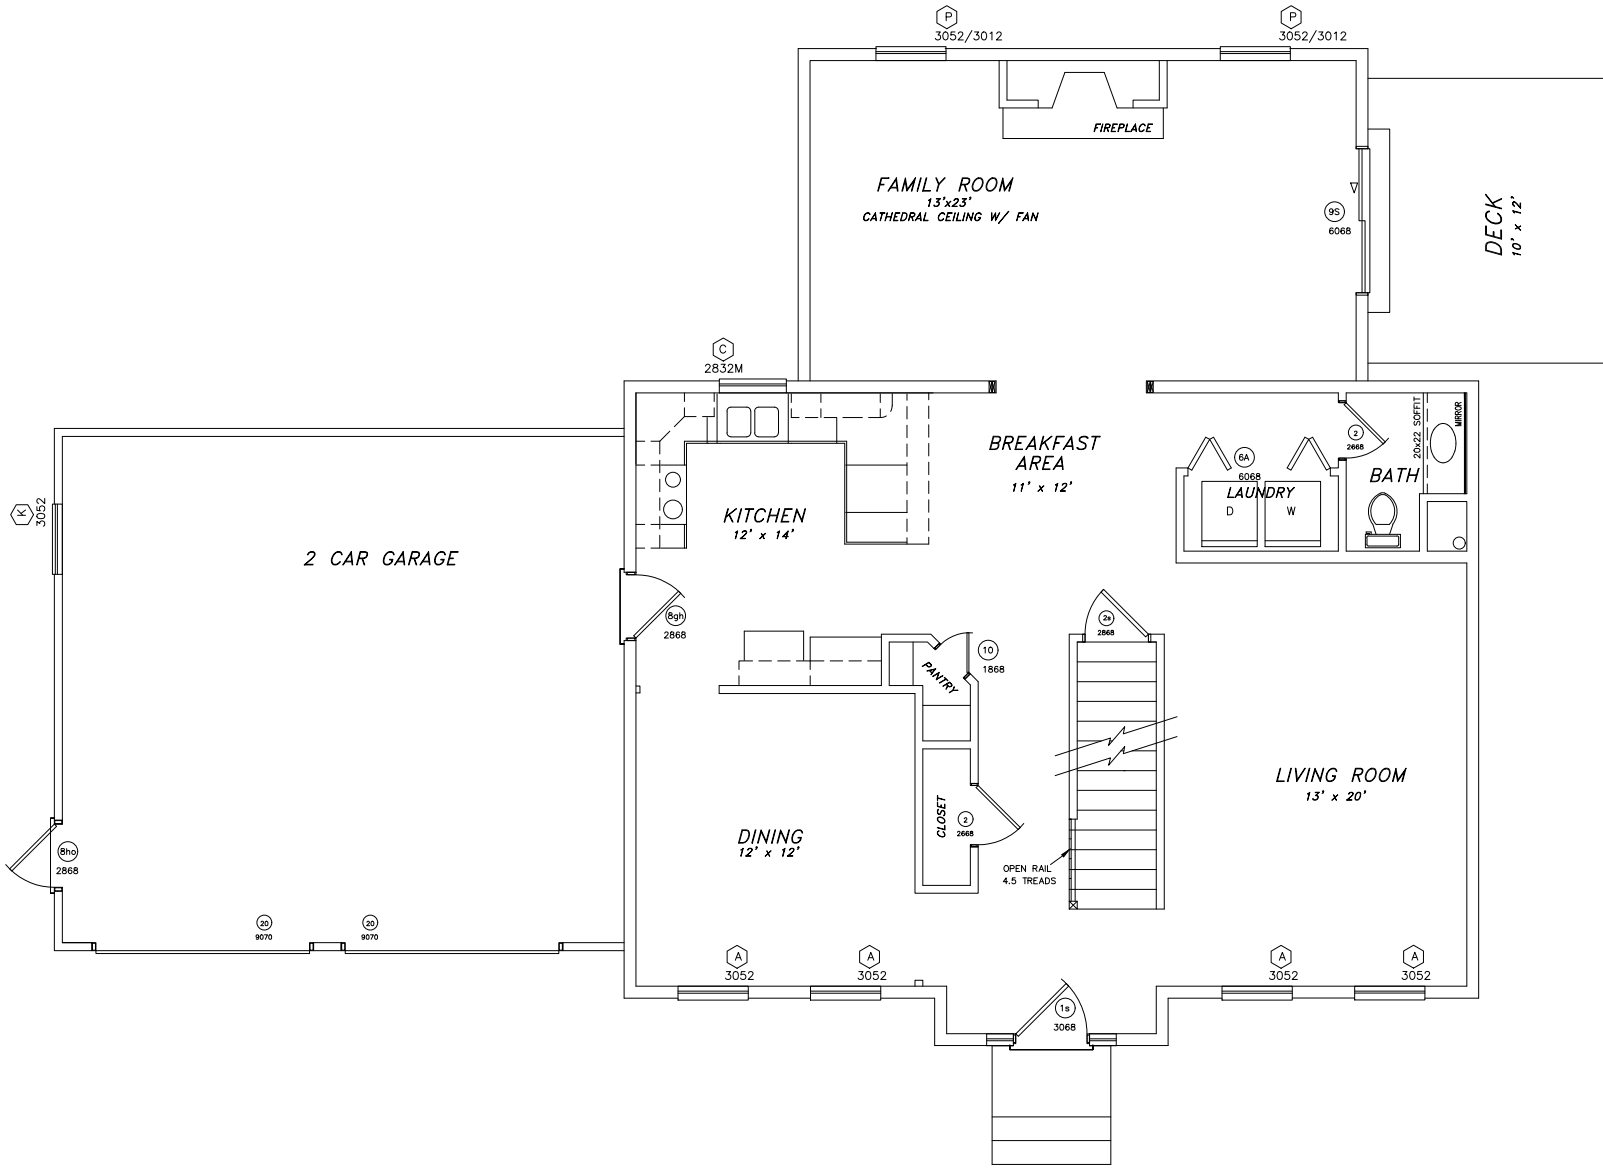 P
3052/3012
P
3052/3012
FIREPLACE
FAMILY ROOM
13'x23'
CATHEDRAL CEILING W/ FAN
9S
6068
DECK
10' x 12'
C
2832M
K
3052
2 CAR GARAGE
KITCHEN
12' x 14'
BREAKFAST
AREA
11' x 12'
6A
6068
LAUNDRY
D
W
2
2668
BATH
20x22 SOFFIT
MIRROR
8gh
2868
10
1868
PANTRY
2s
2868
LIVING ROOM
13' x 20'
DINING
12' x 12'
CLOSET
2
2668
OPEN RAIL
4.5 TREADS
8ho
2868
20
9070
20
9070
A
3052
A
3052
A
3052
A
3052
1s
3068